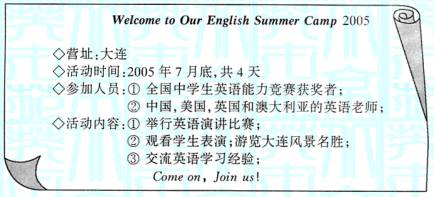 Welcome to Our English Summer Camp 2005
◇营址:大连
◇活动时间:2005年7月底,共4天
◇参加人员:① 全国中学生英语能力竞赛获奖者;
② 中国,美国,英国和澳大利亚的英语老师;
◇活动内容:① 举行英语演讲比赛;
② 观看学生表演;游览大连风景名胜;
③ 交流英语学习经验;
Come on, Join us!